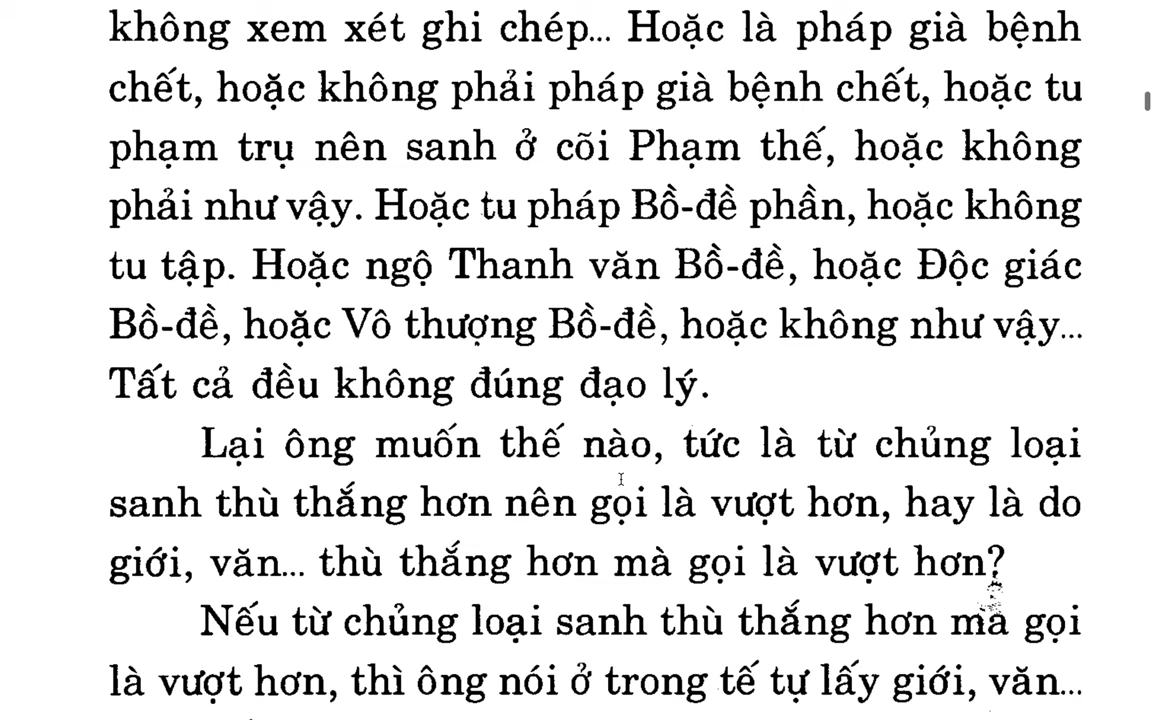 không xem xét ghi chép... Hoặc là pháp già bệnh
chết, hoặc không phải pháp già bệnh chết, hoặc tu
phạm trụ nên sanh ở cõi Phạm thế, hoặc không
phải như vậy. Hoặc tu pháp Bồ-đề phần, hoặc không
tu tập. Hoặc ngộ Thanh văn Bồ-đề, hoặc Độc giác
Bồ-đề, hoặc Vô thượng Bồ-đề, hoặc không như vậy...
Tất cả đều không đúng đạo lý.
Lại ông muốn thế nào, tức là từ chủng loại
sanh thù thắng hơn nên gọi là vượt hơn, hay là do
giới, văn... thù thắng hơn mà gọi là vượt hơn?
Nếu từ chủng loại sanh thù thắng hơn mà gọi
là vượt hơn, thì ông nói ở trong tế tự lấy giới, văn...